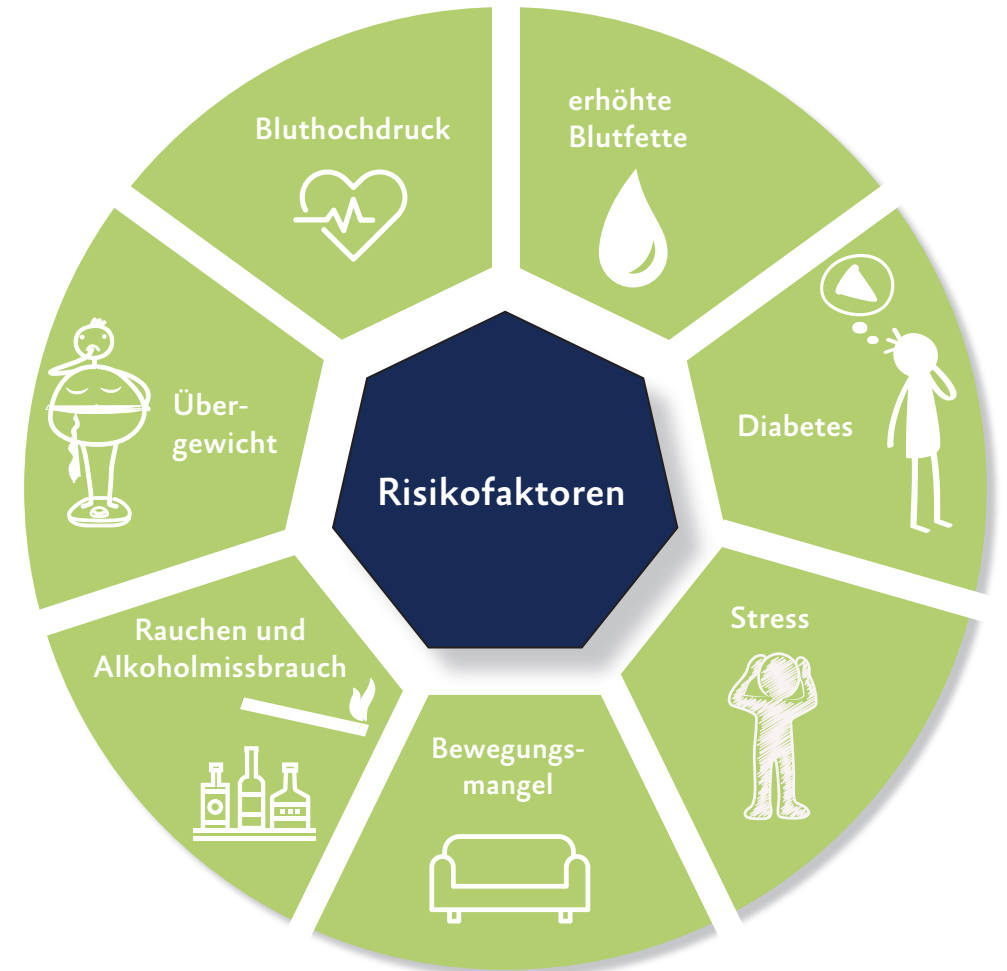 Bluthochdruck
erhöhte
Blutfette
Diabetes
Stress
Bewegungs-
mangel
Rauchen und
Alkoholmissbrauch
Über-
gewicht
Risikofaktoren